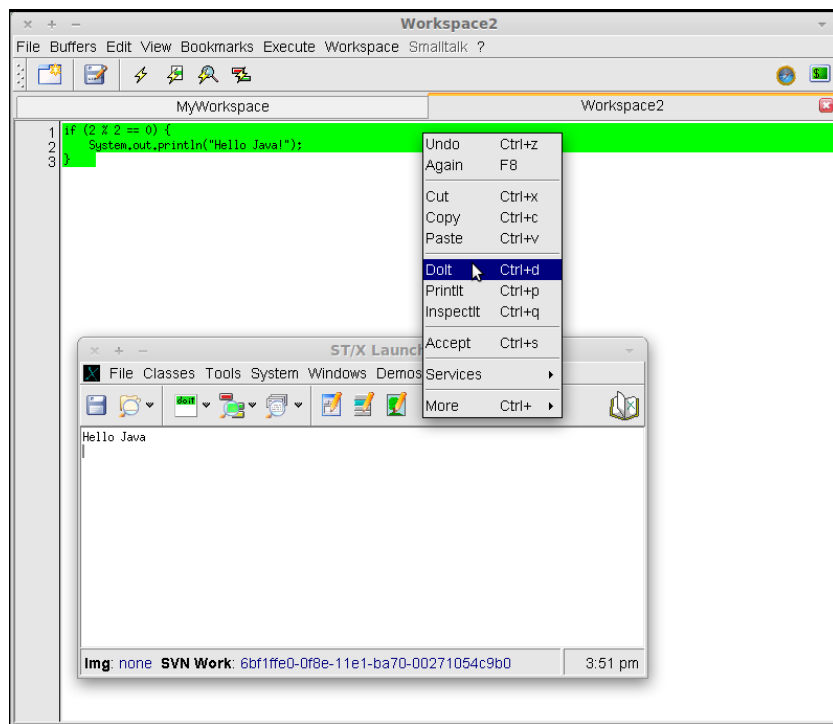 Workspace2
File Buffers Edit View Bookmarks Execute Workspace Smalltalk ?
MyWorkspace
Workspace2
1 if (2 % 2 == 0) {
2 System.out.println("Hello Java!");
3 }
Undo Ctrl+z
Again F8
Cut Ctrl+x
Copy Ctrl+c
Paste Ctrl+v
DoIt Ctrl+d
PrintIt Ctrl+p
InspectIt Ctrl+q
Accept Ctrl+s
Services
More Ctrl+
ST/X Launc
File Classes Tools System Windows Demos
doit
Hello Java
Img: none SVN Work: 6bf1ffe0-0f8e-11e1-ba70-00271054c9b0 3:51 pm